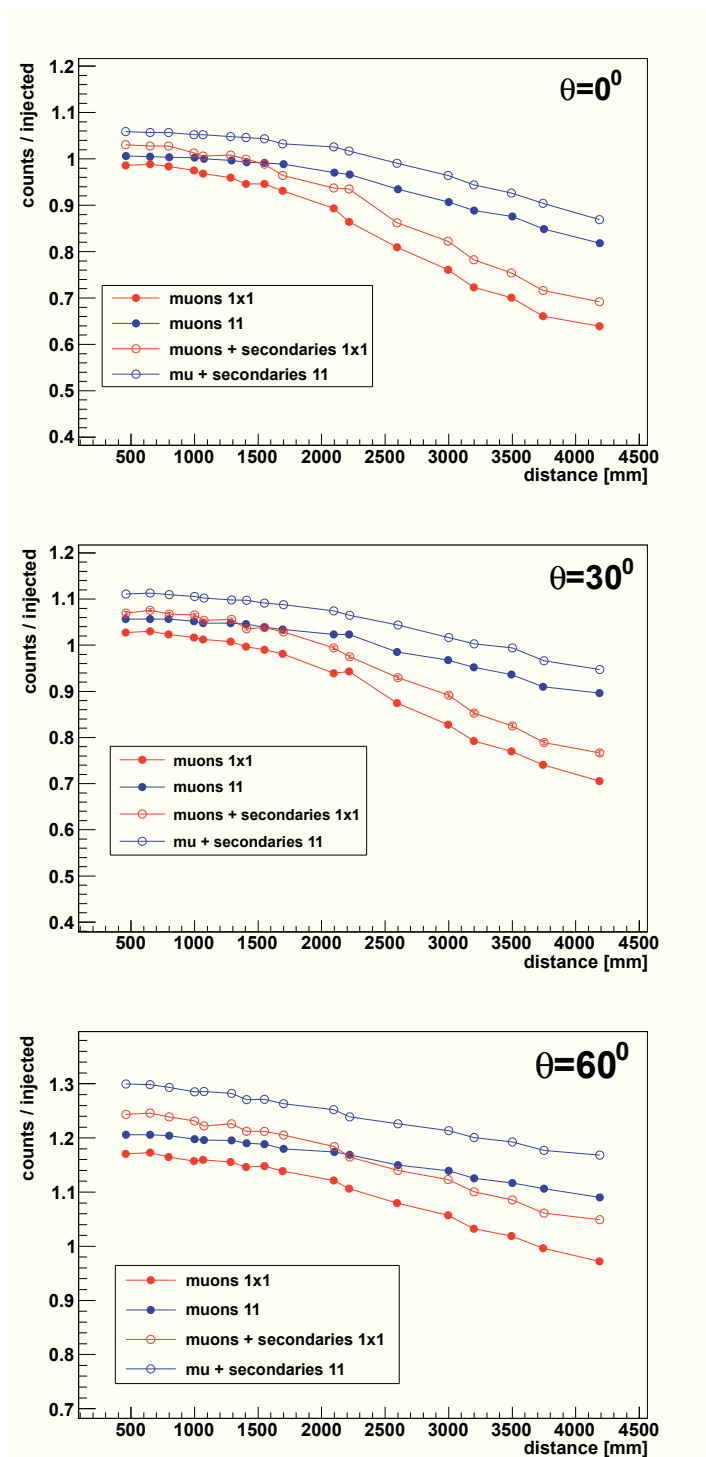 counts / injected
θ=0⁰
1.2
1.1
1
0.9
0.8
0.7
0.6
0.5
0.4
muons 1x1
muons 11
muons + secondaries 1x1
mu + secondaries 11
500 1000 1500 2000 2500 3000 3500 4000 4500
distance [mm]
counts / injected
θ=30⁰
1.2
1.1
1.0
0.9
0.8
0.7
0.6
0.5
0.4
muons 1x1
muons 11
muons + secondaries 1x1
mu + secondaries 11
500 1000 1500 2000 2500 3000 3500 4000 4500
distance [mm]
counts / injected
θ=60⁰
1.3
1.2
1.1
1
0.9
0.8
0.7
muons 1x1
muons 11
muons + secondaries 1x1
mu + secondaries 11
500 1000 1500 2000 2500 3000 3500 4000 4500
distance [mm]